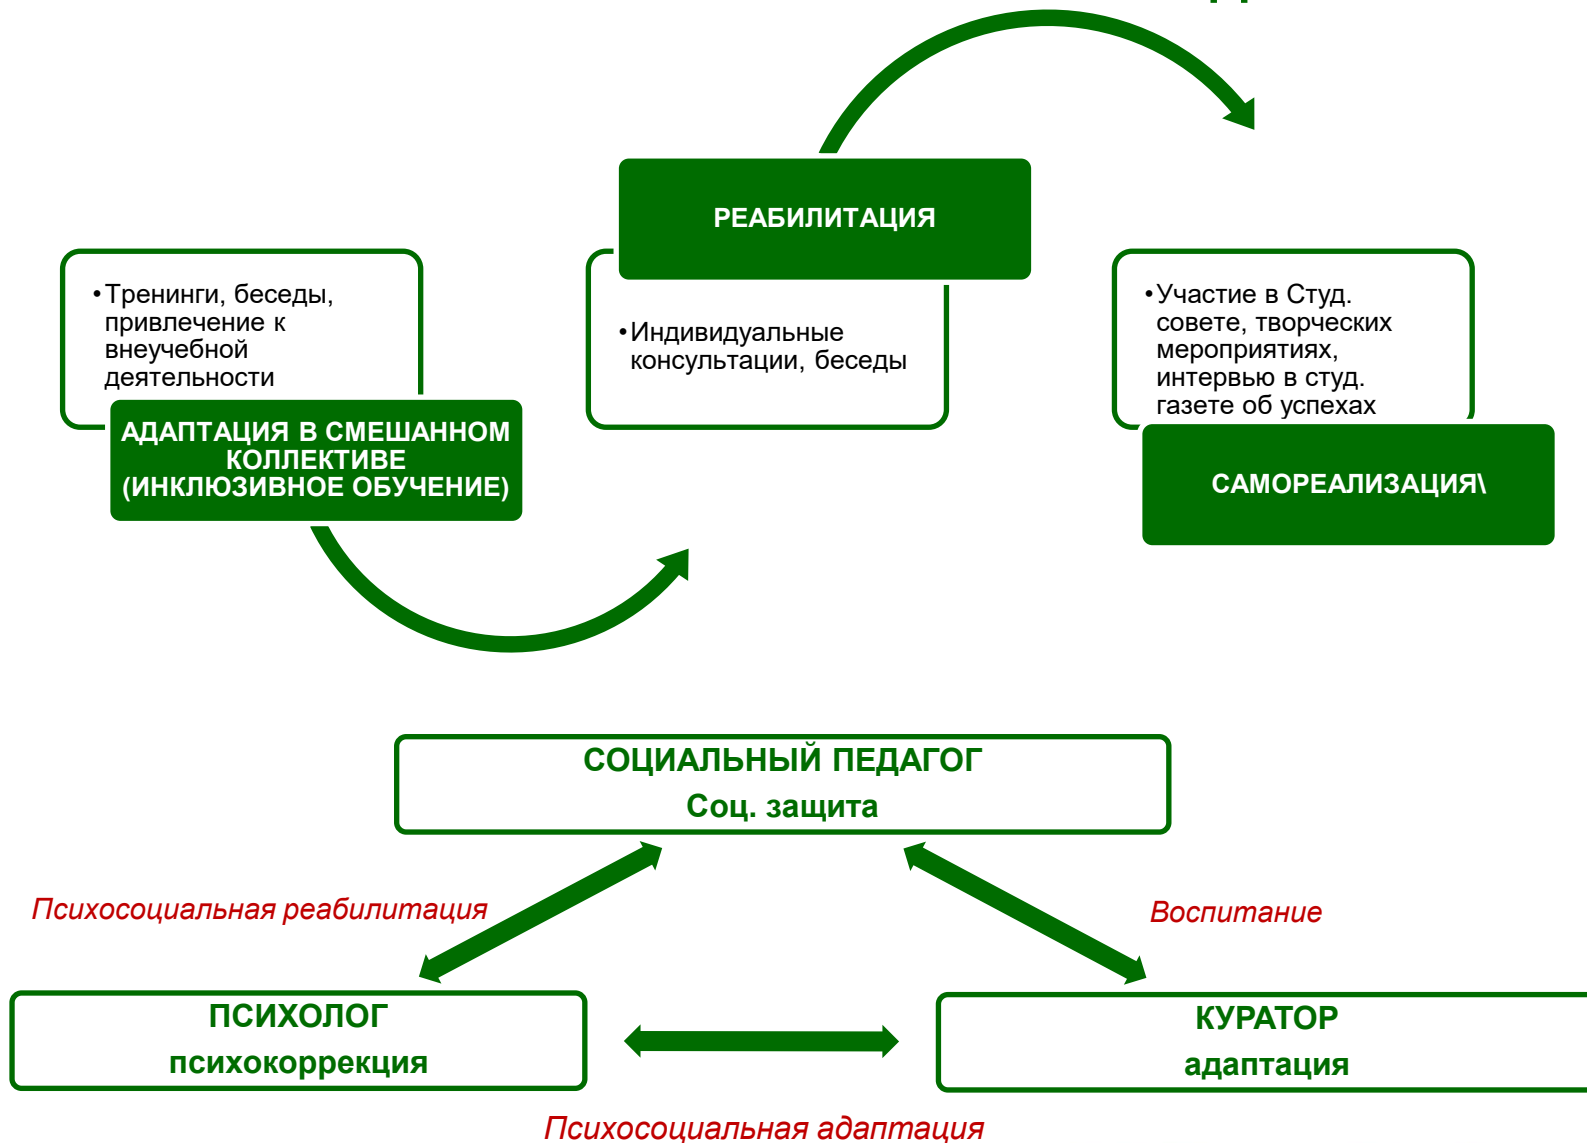 • Тренинги, беседы,
привлечение к
внеучебной
деятельности
АДАПТАЦИЯ В СМЕШАННОМ
КОЛЛЕКТИВЕ
(ИНКЛЮЗИВНОЕ ОБУЧЕНИЕ)
РЕАБИЛИТАЦИЯ
• Индивидуальные
консультации, беседы
• Участие в Студ.
совете, творческих
мероприятиях,
интервью в студ.
газете об успехах
САМОРЕАЛИЗАЦИЯ\
СОЦИАЛЬНЫЙ ПЕДАГОГ
Соц. защита
Психосоциальная реабилитация
Воспитание
ПСИХОЛОГ
психокоррекция
КУРАТОР
адаптация
Психосоциальная адаптация